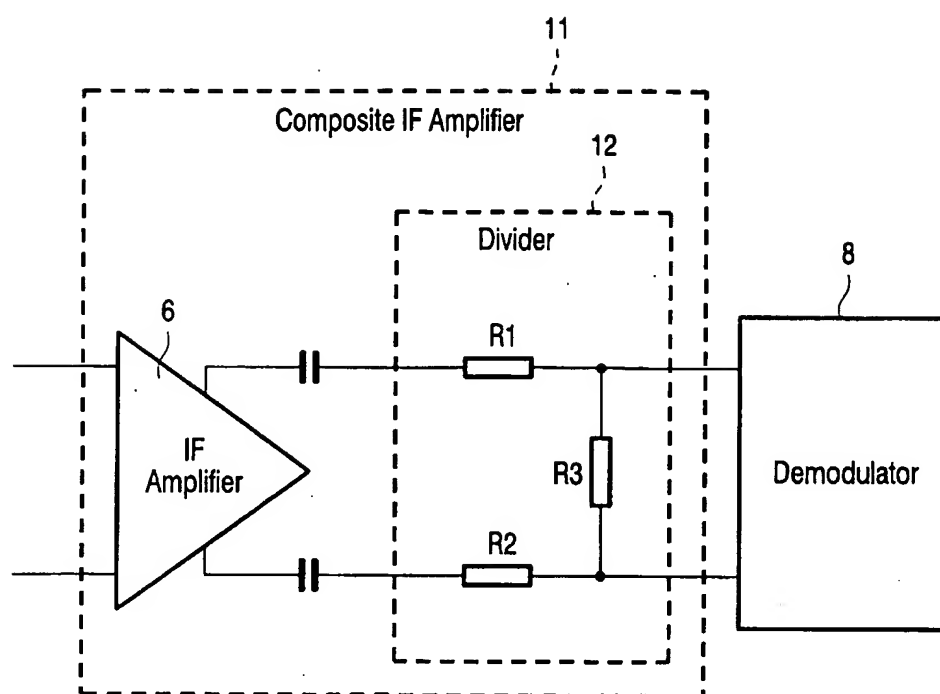 11
Composite IF Amplifier
12
Divider
8
6
R1
IF
Amplifier
R3
Demodulator
R2